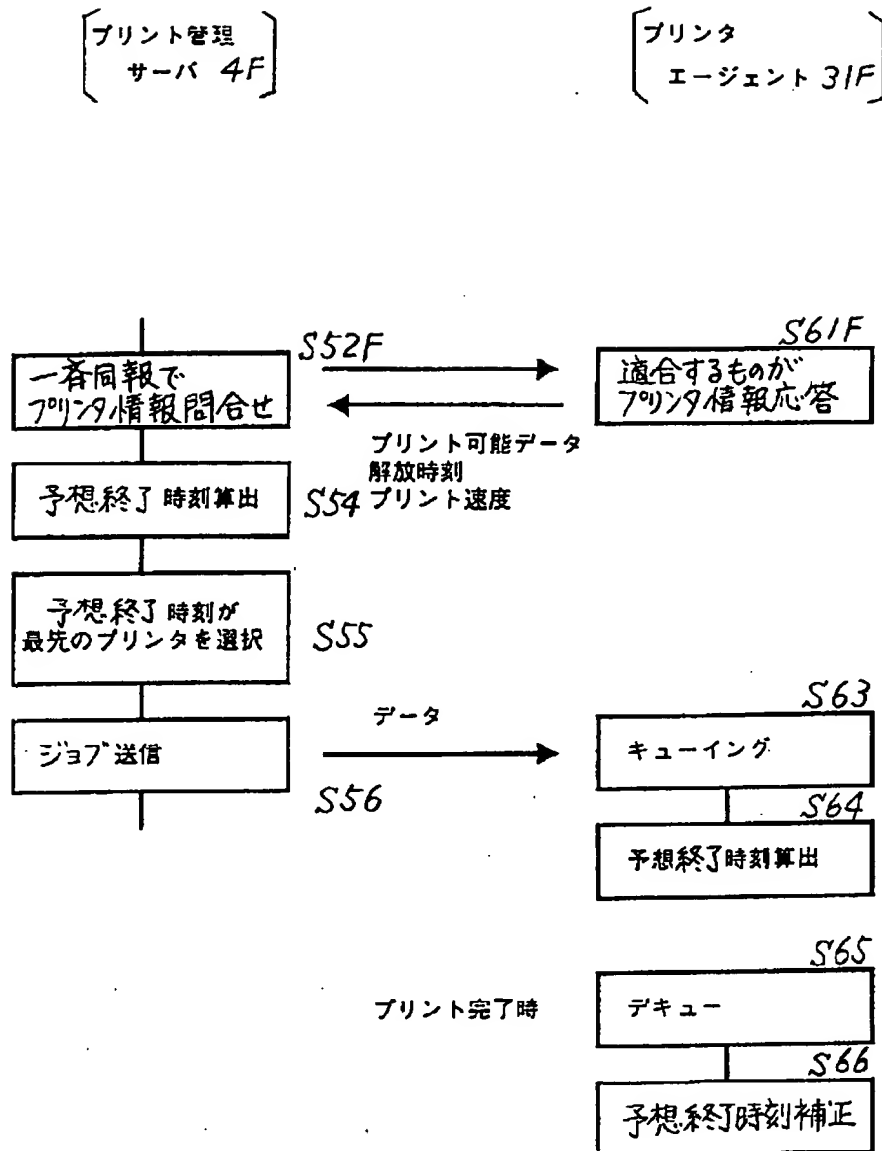 プリント管理
サーバ 4F
プリンタ
エージェント 31F
S52F
S61F
一斉同報で
プリンタ情報問合せ
適合するものが
プリンタ情報応答
プリント可能データ
解放時刻
プリント速度
予想終了時刻算出
S54
予想終了時刻が
最先のプリンタを選択
S55
データ
S63
ジョブ送信
キューイング
S56
S64
予想終了時刻算出
S65
プリント完了時
デキュー
S66
予想終了時刻補正